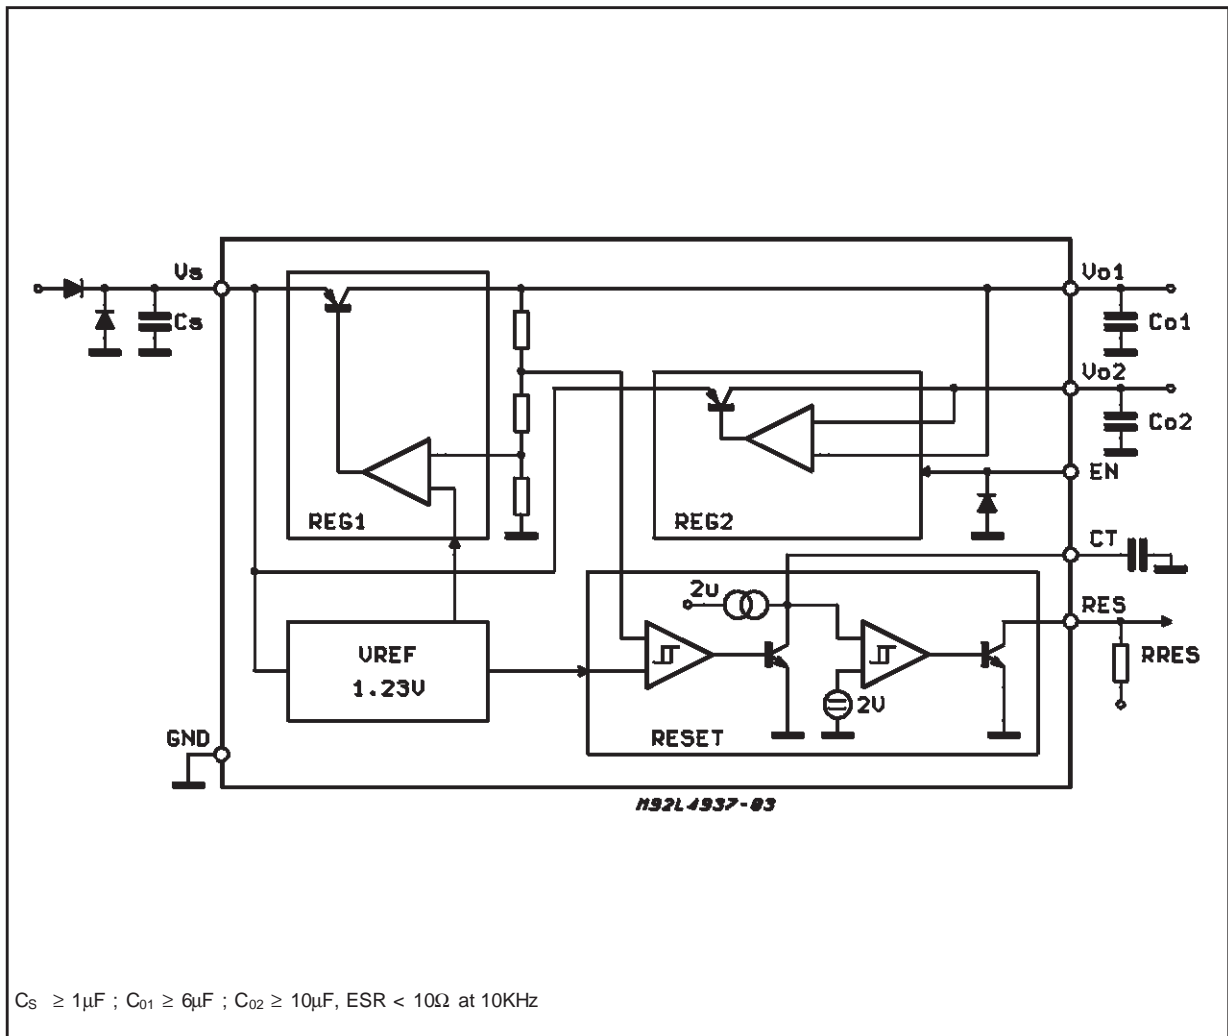 Vs
Cs
Vo1
Co1
Vo2
Co2
EN
REG1
REG2
CT
2u
RES
RRES
VREF
1.23V
2V
RESET
GND
M92L4937-03
CS ≥ 1µF ; C01 ≥ 6µF ; C02 ≥ 10µF, ESR < 10Ω at 10KHz